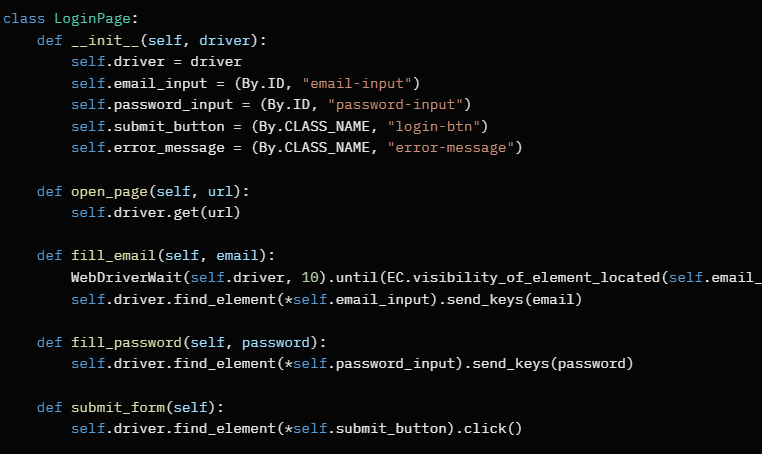 class LoginPage:
    def __init__(self, driver):
        self.driver = driver
        self.email_input = (By.ID, "email-input")
        self.password_input = (By.ID, "password-input")
        self.submit_button = (By.CLASS_NAME, "login-btn")
        self.error_message = (By.CLASS_NAME, "error-message")

    def open_page(self, url):
        self.driver.get(url)

    def fill_email(self, email):
        WebDriverWait(self.driver, 10).until(EC.visibility_of_element_located(self.email_
        self.driver.find_element(*self.email_input).send_keys(email)

    def fill_password(self, password):
        self.driver.find_element(*self.password_input).send_keys(password)

    def submit_form(self):
        self.driver.find_element(*self.submit_button).click()